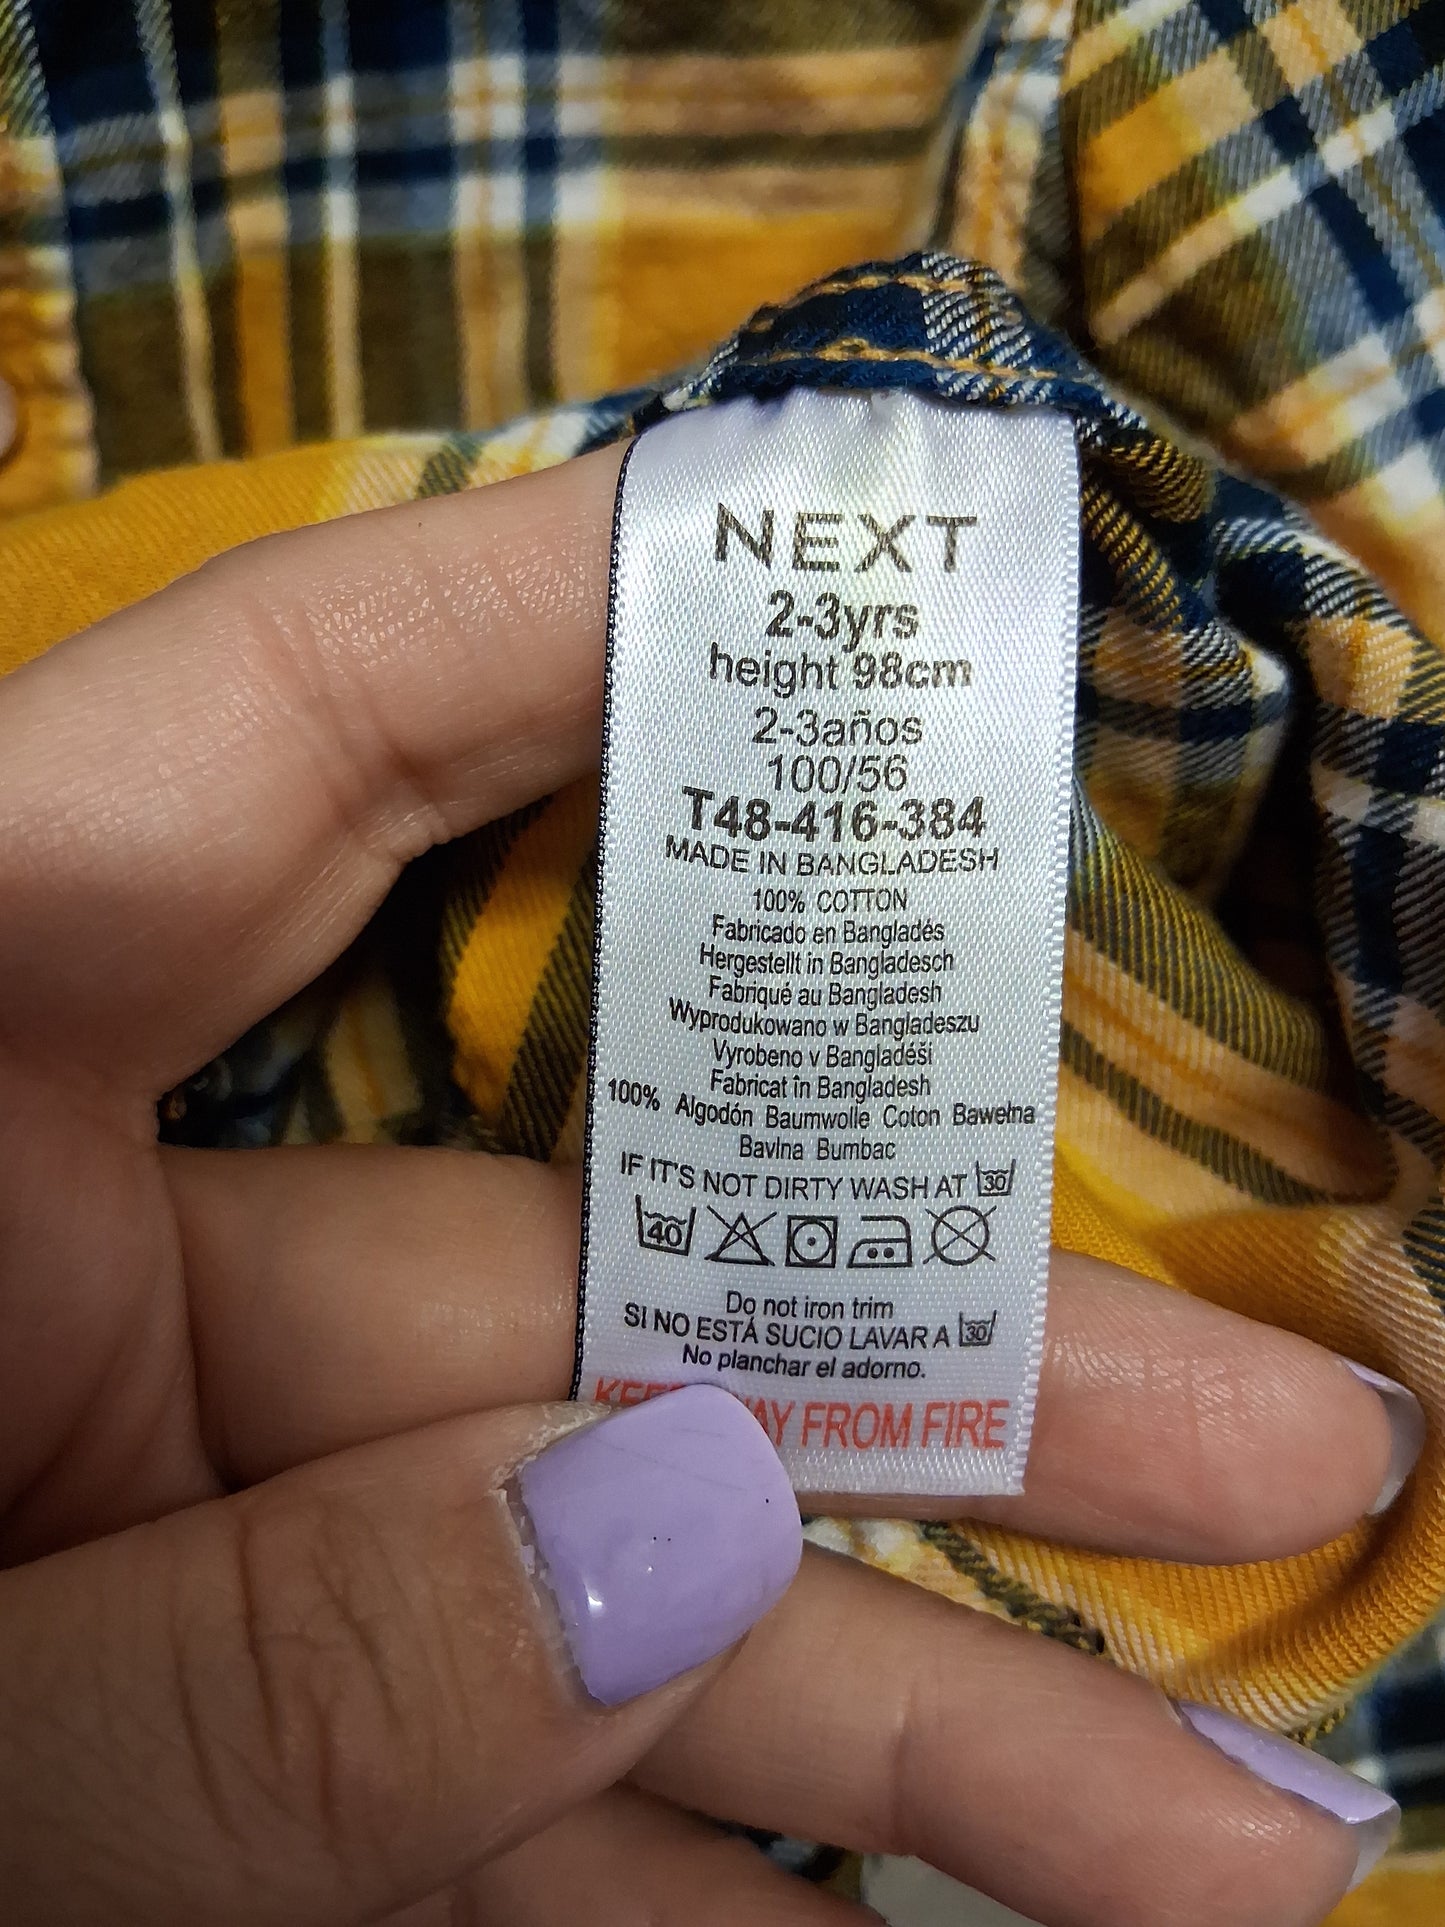 NEXT
2-3yrs
height 98cm
2-3años
100/56
T48-416-384
MADE IN BANGLADESH
100% COTTON
Fabricado en Bangladés
Hergestellt in Bangladesch
Fabriqué au Bangladesh
Wyprodukowano w Bangladeszu
Vyrobeno v Bangladéši
Fabricat în Bangladesh
100% Algodón Baumwolle Coton Bawełna
Bavlna Bumbac
IF IT'S NOT DIRTY WASH AT 30
40
Do not iron trim
SI NO ESTÁ SUCIO LAVAR A 30
No planchar el adorno.
FROM FIRE